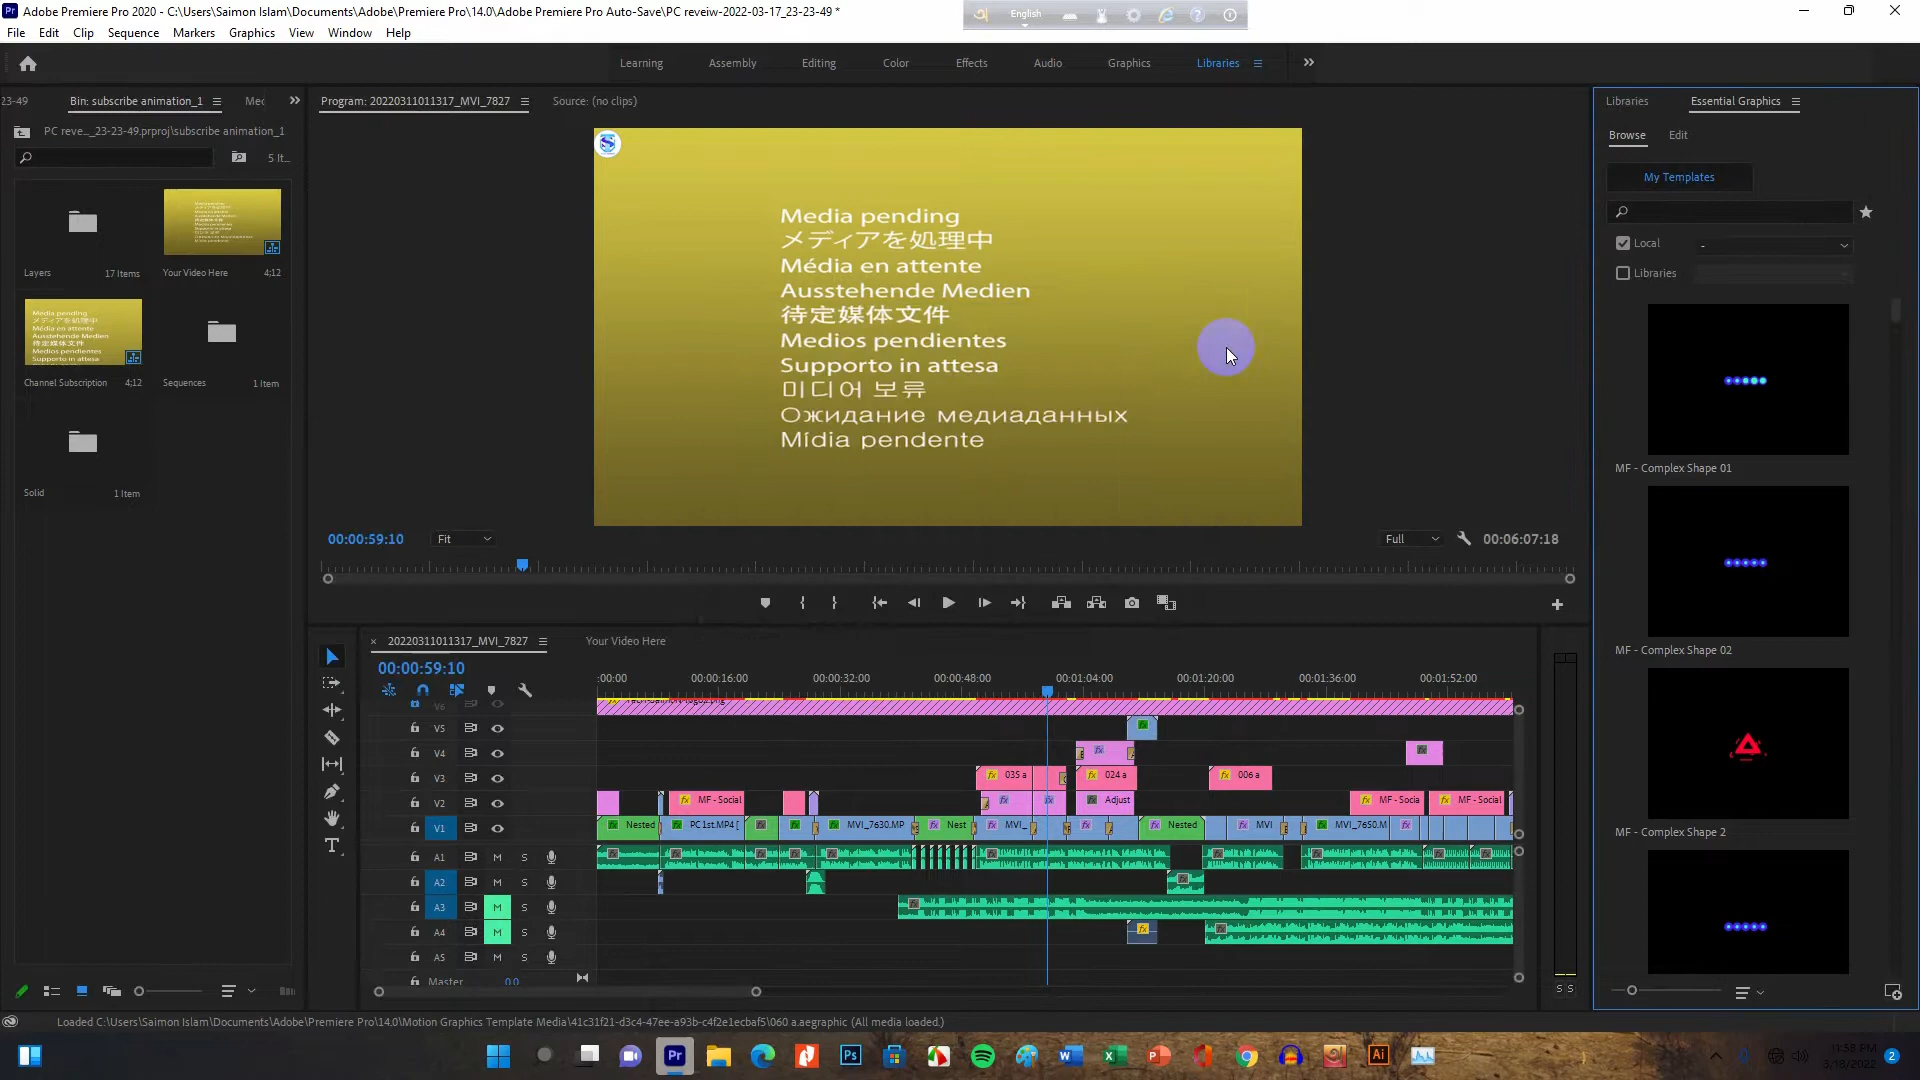 Adobe Premiere Pro 2020 - C:\Users\Saimon Islam\Documents\Adobe\Premiere Pro\14.0\Adobe Premiere Pro Auto-Save\PC reveiw-2022-03-17_23-23-49 *
English
File Edit Clip Sequence Markers Graphics View Window Help
Learning Assembly Editing Color Effects Audio Graphics Libraries
23-49 Bin: subscribe animation_1
Program: 20220311011317_MVI_7827 Source: (no clips)
Libraries Essential Graphics
PC reve..._23-23-49.prproj\subscribe animation_1
Browse Edit
5 It...
My Templates
Local -
Libraries
Layers 17 Items Your Video Here 4;12
Channel Subscription 4;12 Sequences 1 Item
Solid 1 Item
Media pending
メディアを処理中
Média en attente
Ausstehende Medien
待定媒体文件
Medios pendientes
Supporto in attesa
미디어 보류
Ожидание медиаданных
Mídia pendente
MF - Complex Shape 01
MF - Complex Shape 02
MF - Complex Shape 2
00:00:59:10 Fit Full 00:06:07:18
20220311011317_MVI_7827 Your Video Here
00:00:59:10
:00:00 00:00:16:00 00:00:32:00 00:00:48:00 00:01:04:00 00:01:20:00 00:01:36:00 00:01:52:00
V6
V5
V4
V3 035 a 024 a 006 a
V2 MF - Social Adjust MF - Socia MF - Social
V1 Nested PC 1st.MP4 [ MVI_7630.MP Nest MVI_ Nested MVI MVI_7650.M
A1 M S
A2 M S
A3 M S
A4 M S
A5 M S
Master 0.0
S S
Loaded C:\Users\Saimon Islam\Documents\Adobe\Premiere Pro\14.0\Motion Graphics Template Media\41c31f21-d3c4-47ee-a93b-c4f2e1ecbaf5\060 a.aegraphic (All media loaded.)
11:58 PM
3/18/2022
2